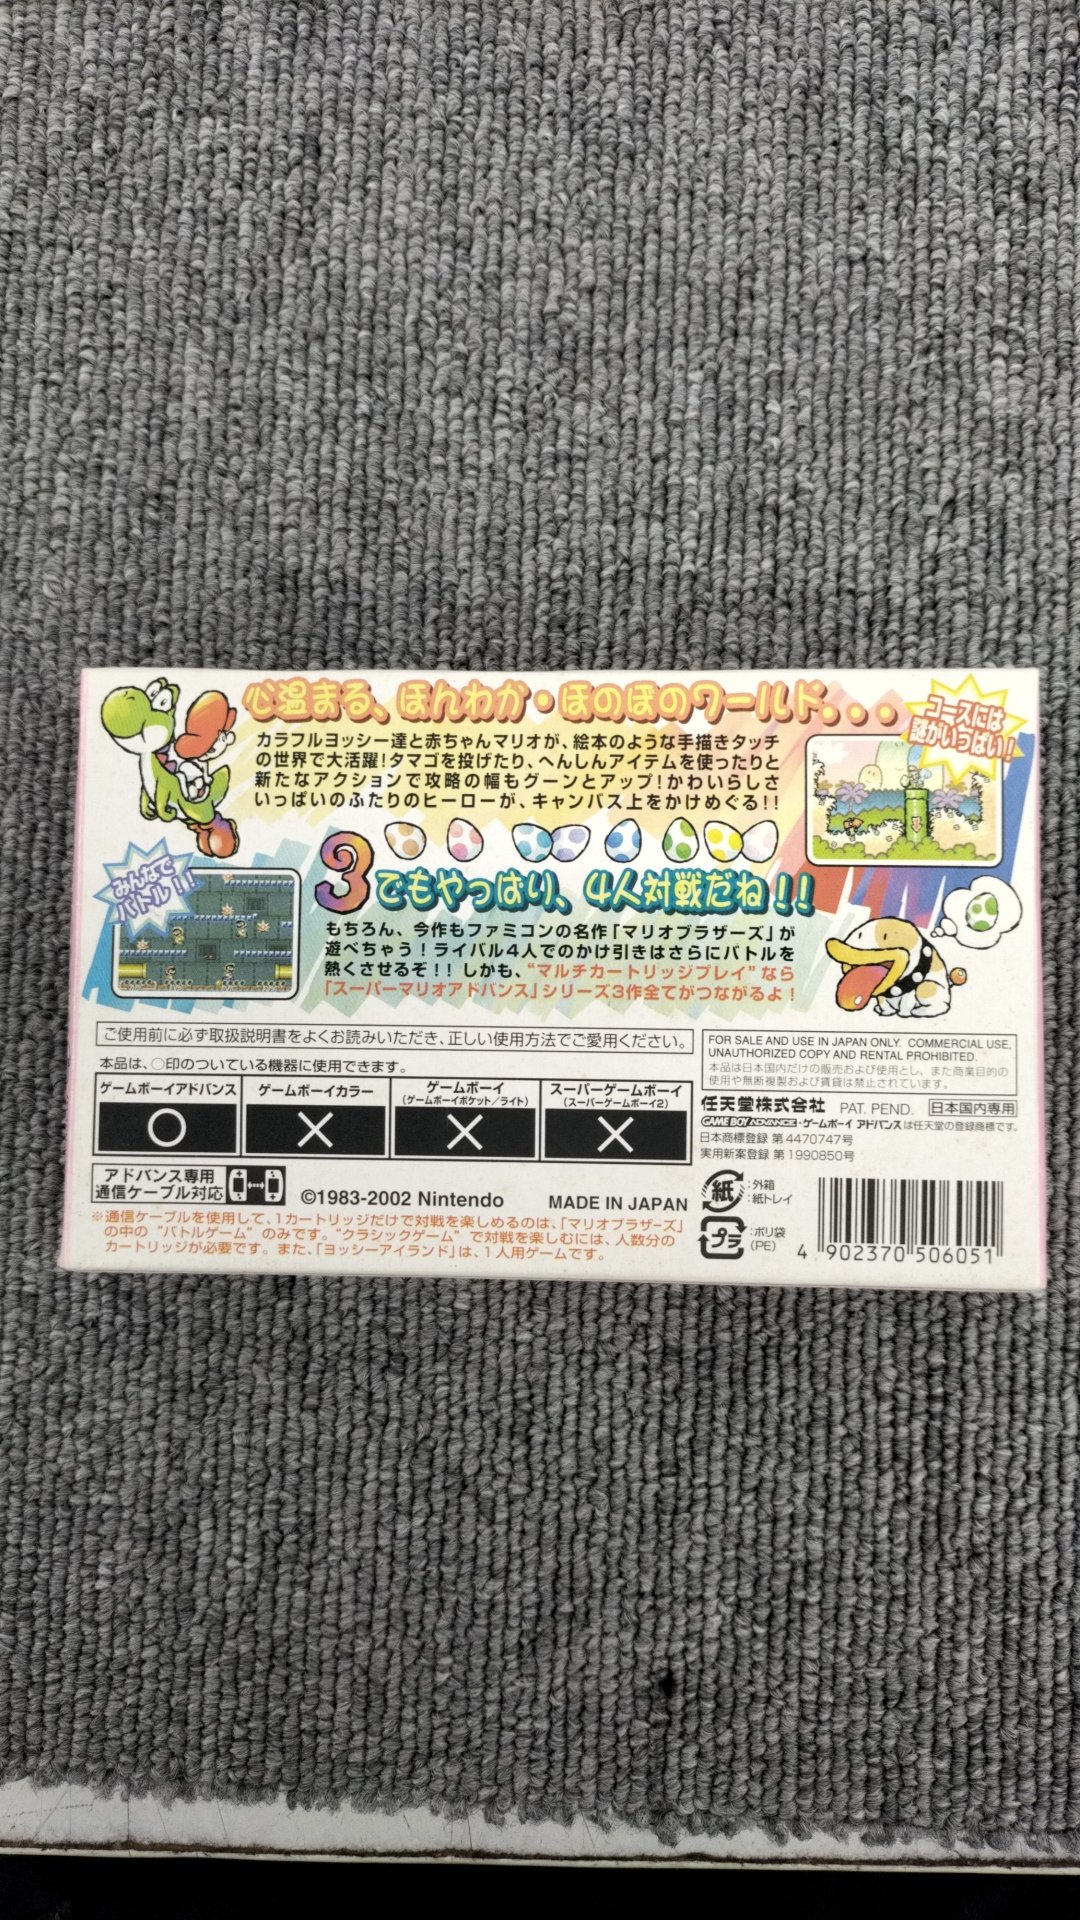 心温まる、ほんわか・ほのぼのワールド...
コースには
謎がいっぱい!
カラフルヨッシー達と赤ちゃんマリオが、絵本のような手描きタッチ
の世界で大活躍!タマゴを投げたり、へんしんアイテムを使ったりと
新たなアクションで攻略の幅もグーンとアップ!かわいらしさ
いっぱいのふたりのヒーローが、キャンバス上をかけめぐる!!
みんなで
バトル!!
3でもやっぱり、4人対戦だね!!
もちろん、今作もファミコンの名作「マリオブラザーズ」が
遊べちゃう!ライバル4人でのかけ引きはさらにバトルを
熱くさせるぞ!!しかも、“マルチカートリッジプレイ”なら
「スーパーマリオアドバンス」シリーズ3作全てがつながるよ!
ご使用前に必ず取扱説明書をよくお読みいただき、正しい使用方法でご愛用ください。
本品は、○印のついている機器に使用できます。
ゲームボーイアドバンス ゲームボーイカラー ゲームボーイ スーパーゲームボーイ
(ゲームボーイポケット/ライト) (スーパーゲームボーイ2)
○ × × ×
アドバンス専用
通信ケーブル対応
©1983-2002 Nintendo MADE IN JAPAN
※通信ケーブルを使用して、1カートリッジだけで対戦を楽しめるのは、「マリオブラザーズ」
の中の“バトルゲーム”のみです。“クラシックゲーム”で対戦を楽しむには、人数分の
カートリッジが必要です。また、「ヨッシーアイランド」は、1人用ゲームです。
FOR SALE AND USE IN JAPAN ONLY. COMMERCIAL USE,
UNAUTHORIZED COPY AND RENTAL PROHIBITED.
本品は日本国内だけの販売および使用とし、また商業目的の
使用や無断複製および賃貸は禁止されています。
任天堂株式会社 PAT. PEND. 日本国内専用
GAME BOY ADVANCE・ゲームボーイ アドバンスは任天堂の登録商標です。
日本商標登録 第4470747号
実用新案登録 第1990850号
紙 :外箱
:紙トレイ
プラ :ポリ袋
(PE)
4 902370 506051